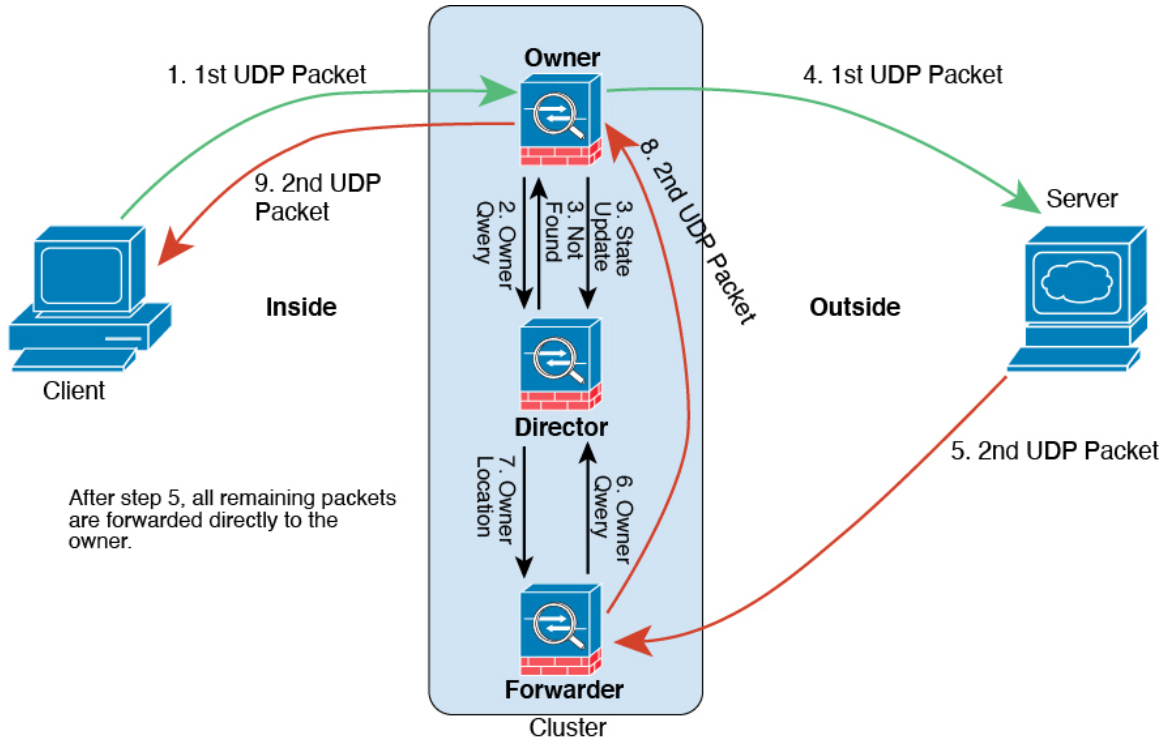 Owner
1. 1st UDP Packet
4. 1st UDP Packet
9. 2nd UDP
Packet
2. Owner
Qwery
3. Not
Found
3. State
Update
8. 2nd UDP Packet
Server
Inside
Outside
Client
Director
5. 2nd UDP Packet
7. Owner
Location
6. Owner
Qwery
After step 5, all remaining packets
are forwarded directly to the
owner.
Forwarder
Cluster